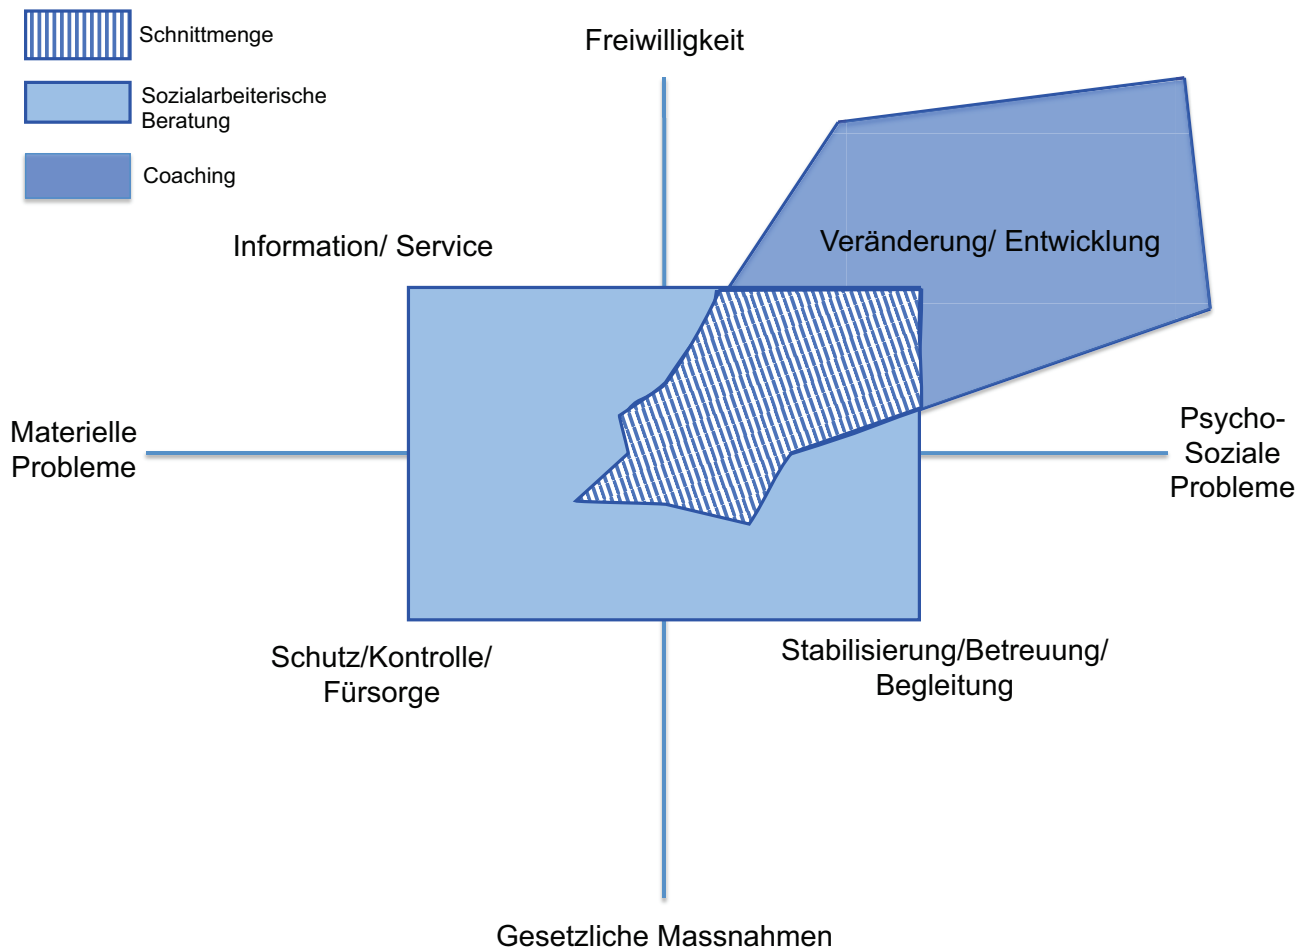 Schnittmenge
Freiwilligkeit
Sozialarbeiterische
Beratung
Coaching
Information/ Service
Veränderung/ Entwicklung
Materielle
Probleme
Psycho-
Soziale
Probleme
Schutz/Kontrolle/
Fürsorge
Stabilisierung/Betreuung/
Begleitung
Gesetzliche Massnahmen